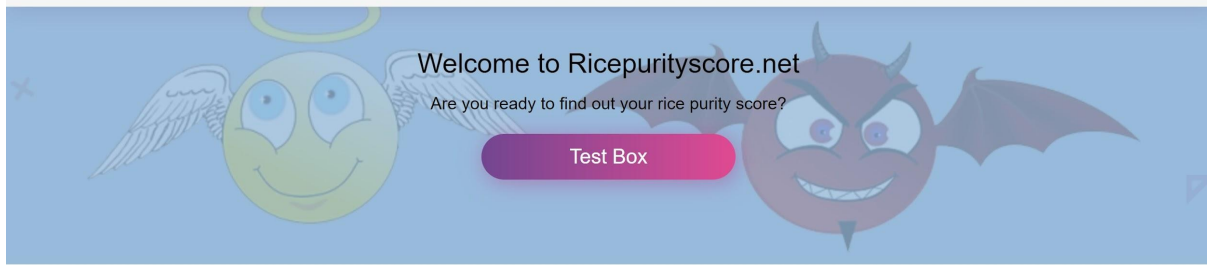 Welcome to Ricepurityscore.net
Are you ready to find out your rice purity score?
Test Box